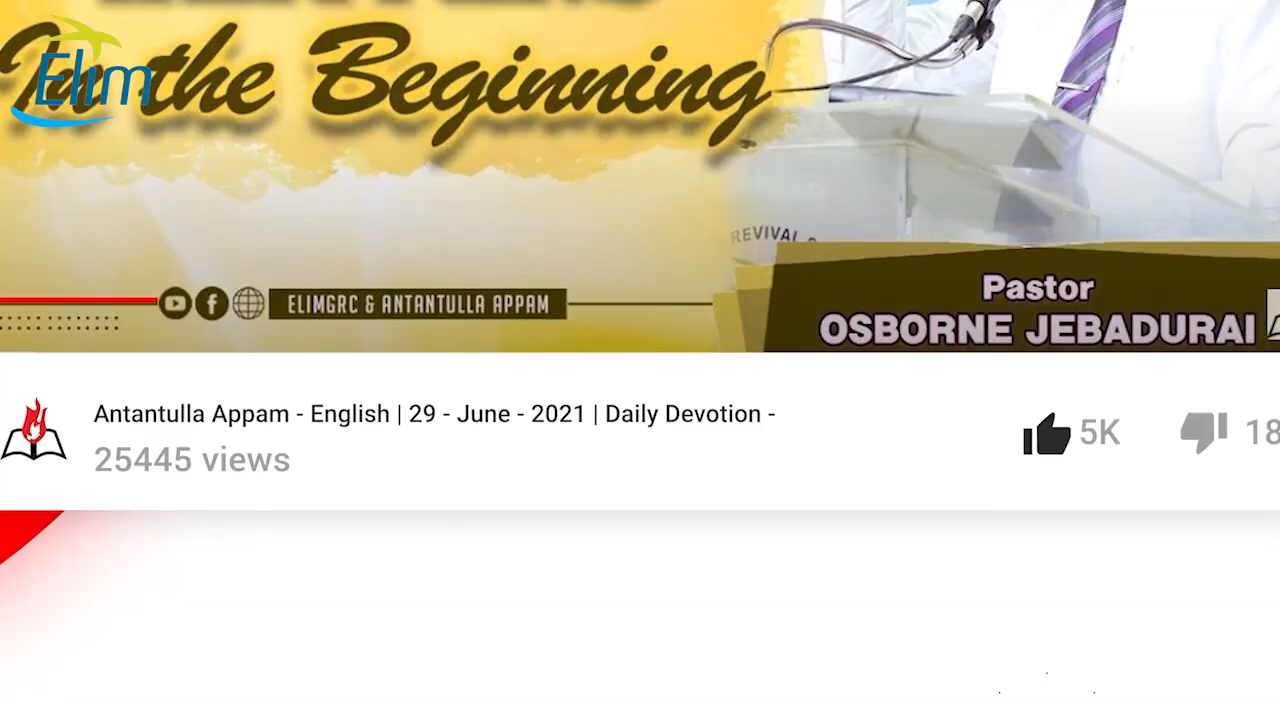 In the Beginning
Elim
REVIVAL
ELIMGRC & ANTANTULLA APPAM
Pastor
OSBORNE JEBADURAI
Antantulla Appam - English | 29 - June - 2021 | Daily Devotion -
25445 views
5K
18